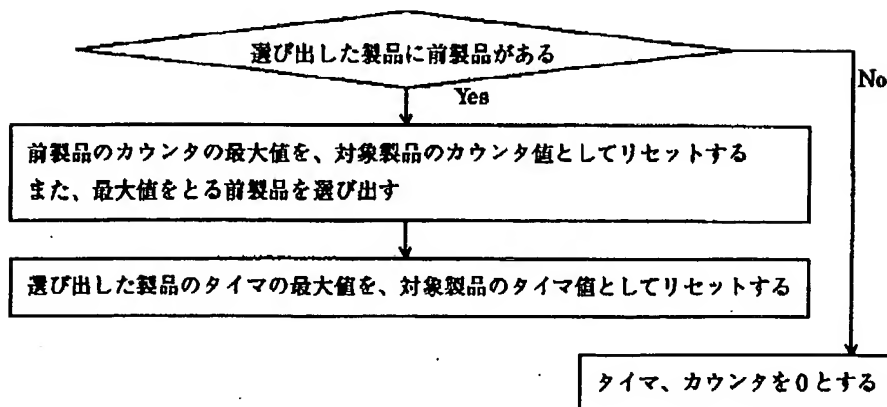 選び出した製品に前製品がある
No
Yes
前製品のカウンタの最大値を、対象製品のカウンタ値としてリセットする
また、最大値をとる前製品を選び出す
選び出した製品のタイマの最大値を、対象製品のタイマ値としてリセットする
タイマ、カウンタを0とする